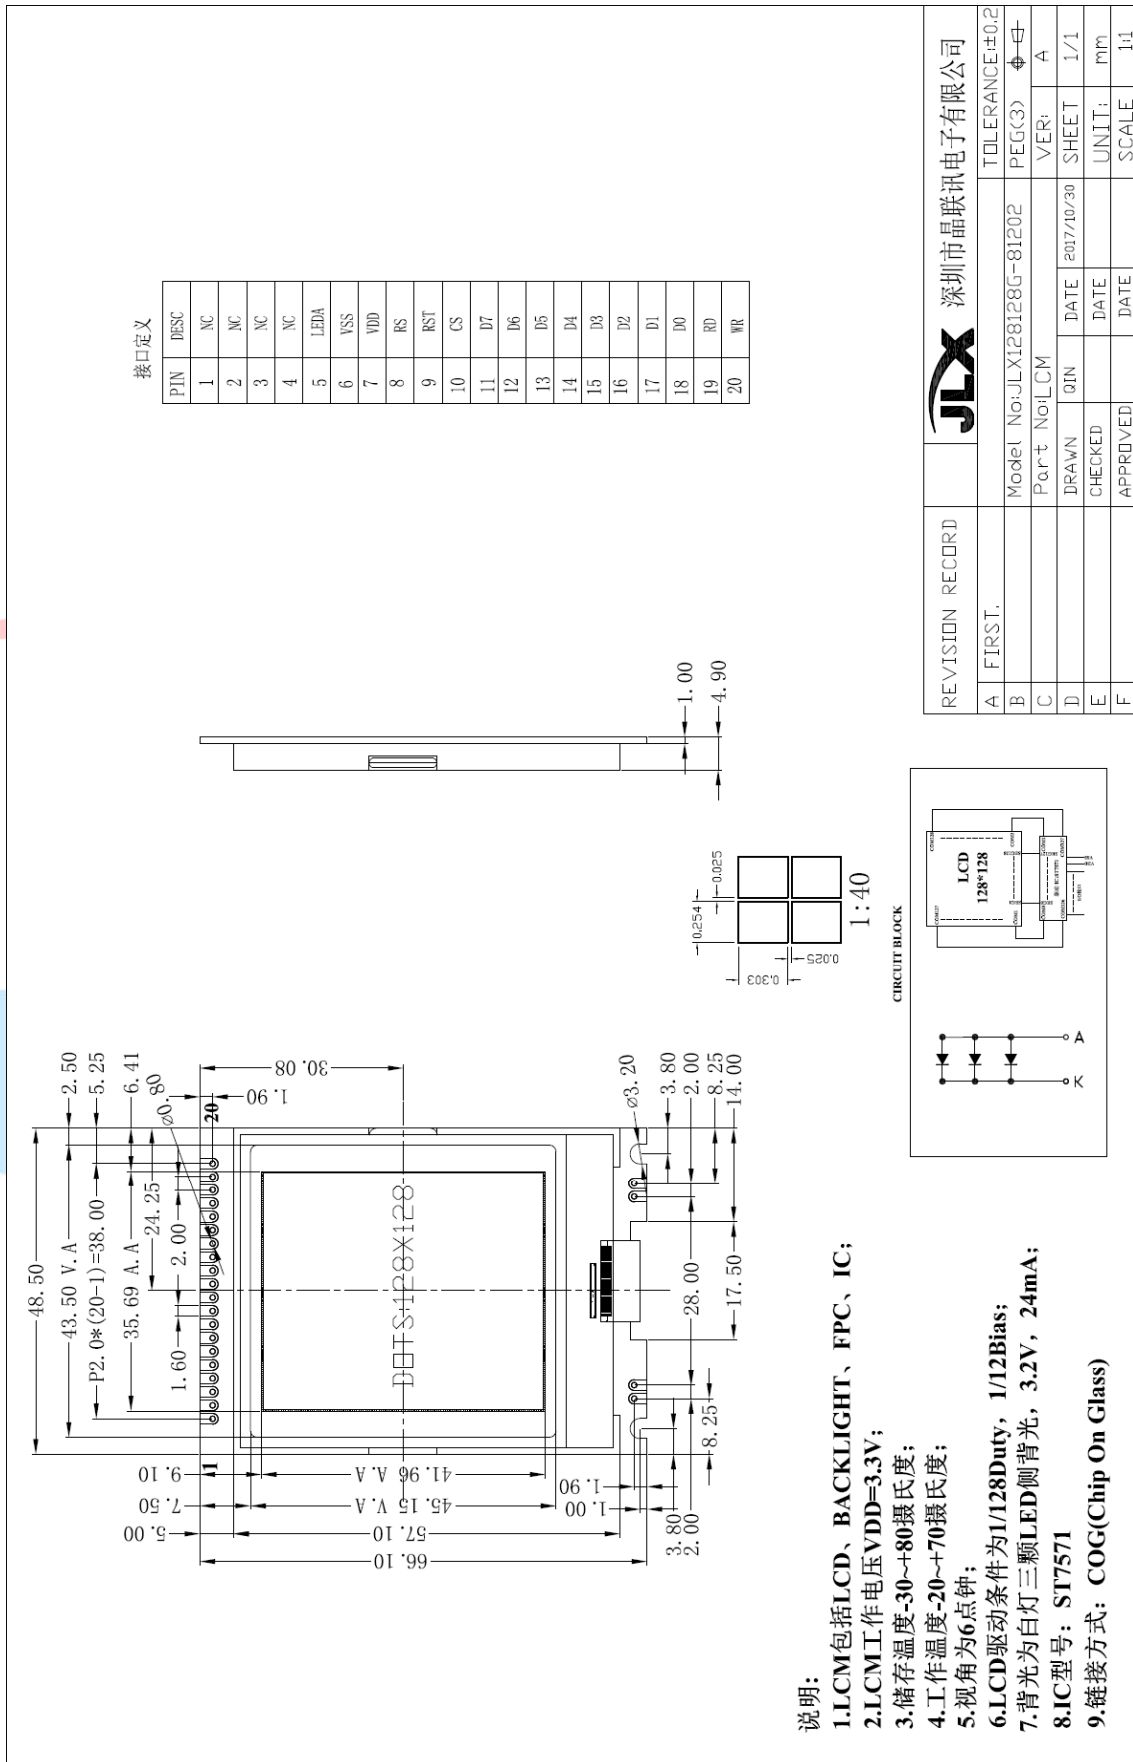 48.50
43.50 V.A
P2.0*(20-1)=38.00
35.69 A.A
24.25
2.00
1.60
2.50
5.25
6.41
ø0.80
1.90
30.08
1
20
DOTS:128X128
9.10
7.50
5.00
41.96 A.A
45.15 V.A
57.10
66.10
ø3.20
3.80
2.00
8.25
14.00
28.00
17.50
8.25
1.90
1.00
3.80
2.00
1.00
4.90
0.254
0.025
0.303
0.025
1:40
接口定义
PIN DESC
1 NC
2 NC
3 NC
4 NC
5 LEDA
6 VSS
7 VDD
8 RS
9 RST
10 CS
11 D7
12 D6
13 D5
14 D4
15 D3
16 D2
17 D1
18 D0
19 RD
20 WR
说明:
1.LCM包括LCD、BACKLIGHT、FPC、IC;
2.LCM工作电压VDD=3.3V;
3.储存温度-30~+80摄氏度;
4.工作温度-20~+70摄氏度;
5.视角为6点钟;
6.LCD驱动条件为1/128Duty, 1/12Bias;
7.背光为白灯三颗LED侧背光, 3.2V, 24mA;
8.IC型号: ST7571
9.链接方式: COG(Chip On Glass)
CIRCUIT BLOCK
A
K
LCD
128*128
REVISION RECORD
A FIRST.
B
C
D
E
F
JLX 深圳市晶联讯电子有限公司
TOLERANCE:±0.2
Model No:JLX128128G-81202 PEG(3)
Part No:LCM VER: A
DRAWN QIN DATE 2017/10/30 SHEET 1/1
CHECKED DATE UNIT: mm
APPROVED DATE SCALE 1:1